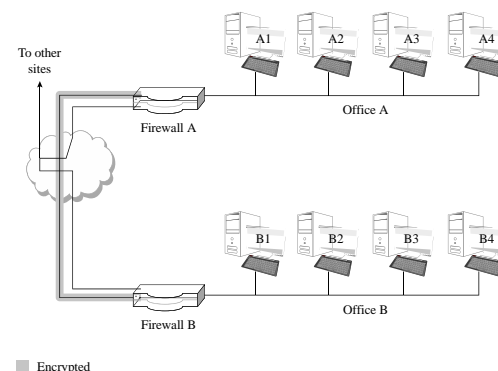 A1
A2
A3
A4
To other
sites
Office A
Firewall A
B1
B2
B3
B4
Office B
Firewall B
Encrypted